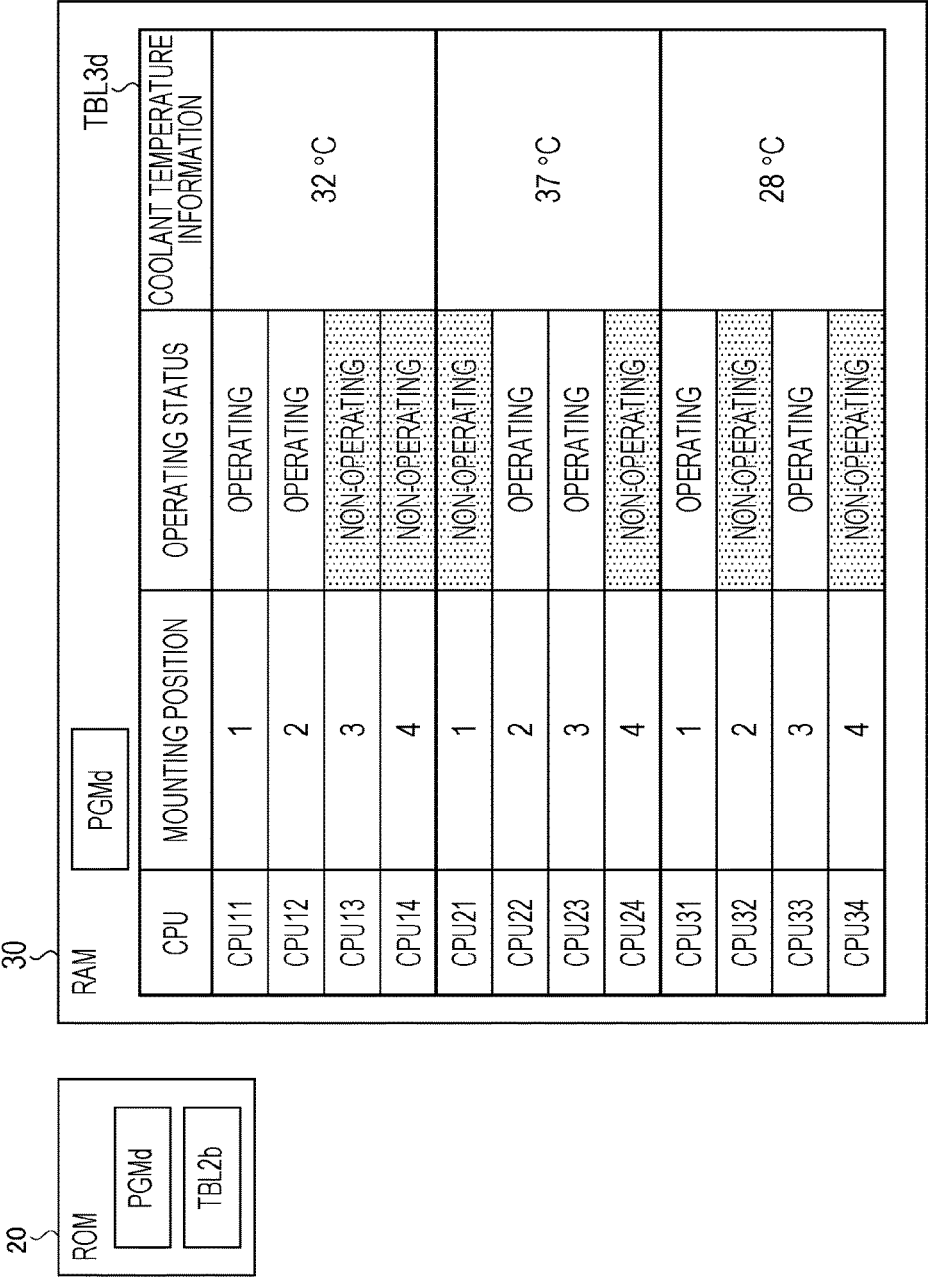 20
ROM
PGMd
TBL2b
30
RAM
PGMd
TBL3d
CPU MOUNTING POSITION OPERATING STATUS COOLANT TEMPERATURE
INFORMATION
CPU11 1 OPERATING 32 °C
CPU12 2 OPERATING
CPU13 3 NON-OPERATING
CPU14 4 NON-OPERATING
CPU21 1 NON-OPERATING 37 °C
CPU22 2 OPERATING
CPU23 3 OPERATING
CPU24 4 NON-OPERATING
CPU31 1 OPERATING 28 °C
CPU32 2 NON-OPERATING
CPU33 3 OPERATING
CPU34 4 NON-OPERATING